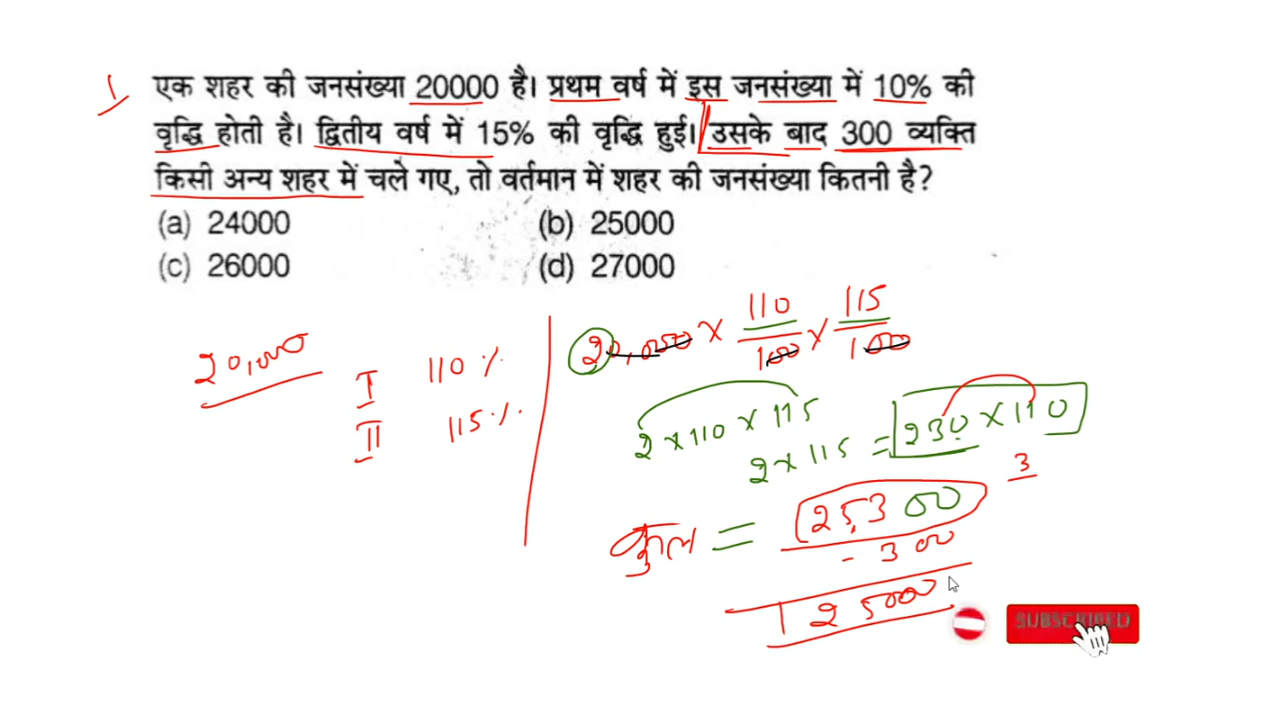 1
एक शहर की जनसंख्या 20000 है। प्रथम वर्ष में इस जनसंख्या में 10% की
वृद्धि होती है। द्वितीय वर्ष में 15% की वृद्धि हुई। उसके बाद 300 व्यक्ति
किसी अन्य शहर में चले गए, तो वर्तमान में शहर की जनसंख्या कितनी है?
(a) 24000 (b) 25000
(c) 26000 (d) 27000
20,000
I 110%
II 115%
20,000 × 110/100 × 115/100
2 × 110 × 115
2 × 115 = 230 × 110
3
कुल = 25,300
- 300
25000
SUBSCRIBED